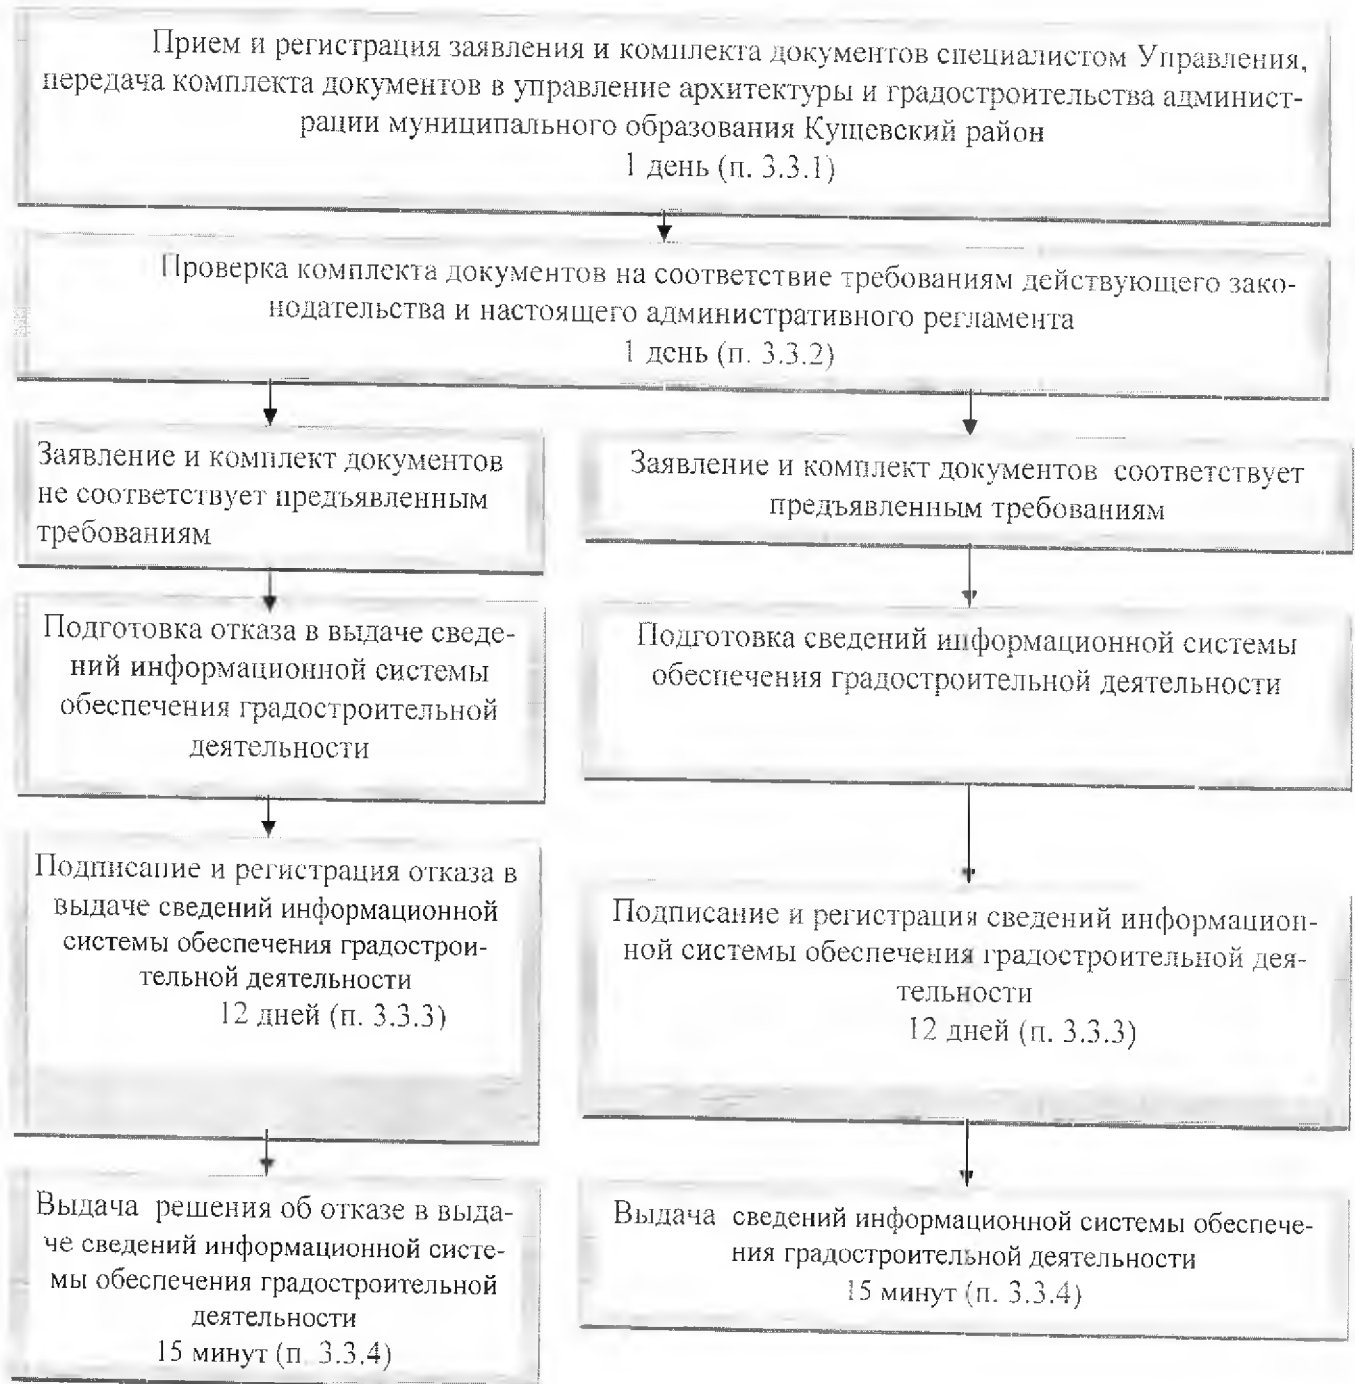 Прием и регистрация заявления и комплекта документов специалистом Управления,
передача комплекта документов в управление архитектуры и градостроительства админист-
рации муниципального образования Кущевский район
1 день (п. 3.3.1)
Проверка комплекта документов на соответствие требованиям действующего зако-
нодательства и настоящего административного регламента
1 день (п. 3.3.2)
Заявление и комплект документов
не соответствует предъявленным
требованиям
Заявление и комплект документов соответствует
предъявленным требованиям
Подготовка отказа в выдаче сведе-
ний информационной системы
обеспечения градостроительной
деятельности
Подготовка сведений информационной системы
обеспечения градостроительной деятельности
Подписание и регистрация отказа в
выдаче сведений информационной
системы обеспечения градострои-
тельной деятельности
12 дней (п. 3.3.3)
Подписание и регистрация сведений информацион-
ной системы обеспечения градостроительной дея-
тельности
12 дней (п. 3.3.3)
Выдача решения об отказе в выда-
че сведений информационной систе-
мы обеспечения градостроительной
деятельности
15 минут (п 3.3.4)
Выдача сведений информационной системы обеспече-
ния градостроительной деятельности
15 минут (п. 3.3.4)